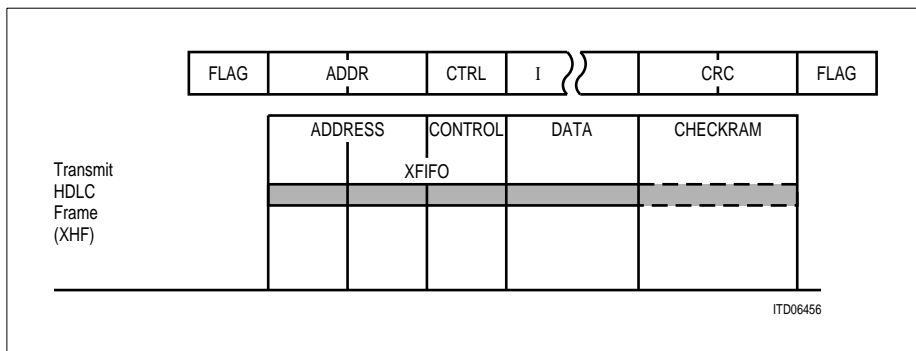 FLAG ADDR CTRL I CRC FLAG
ADDRESS CONTROL DATA CHECKRAM
XFIFO
Transmit
HDLC
Frame
(XHF)
ITD06456